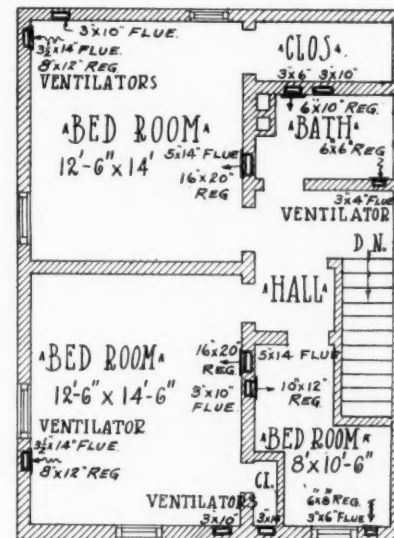 3"x10" FLUE.
3½"x14" FLUE.
8"x12" REG.
VENTILATORS
CLOS.
3"x6" 3"x10"
6"x10" REG.
BATH
6"x6" REG
BED ROOM
12'-6" x 14'
5"x14" FLUE
16"x20"
REG
3"x4" Flue
VENTILATOR
D.N.
HALL
16"x20"
REG
5"x14 FLUE
BED ROOM
12'-6" x 14'-6"
3"x10"
FLUE.
10"x12"
REG.
VENTILATOR
3½"x14" FLUE.
8"x12" REG
BED ROOM
8'x10'-6"
CL.
6"x8" REG.
3"x6" FLUE
VENTILATORS
3"x10"